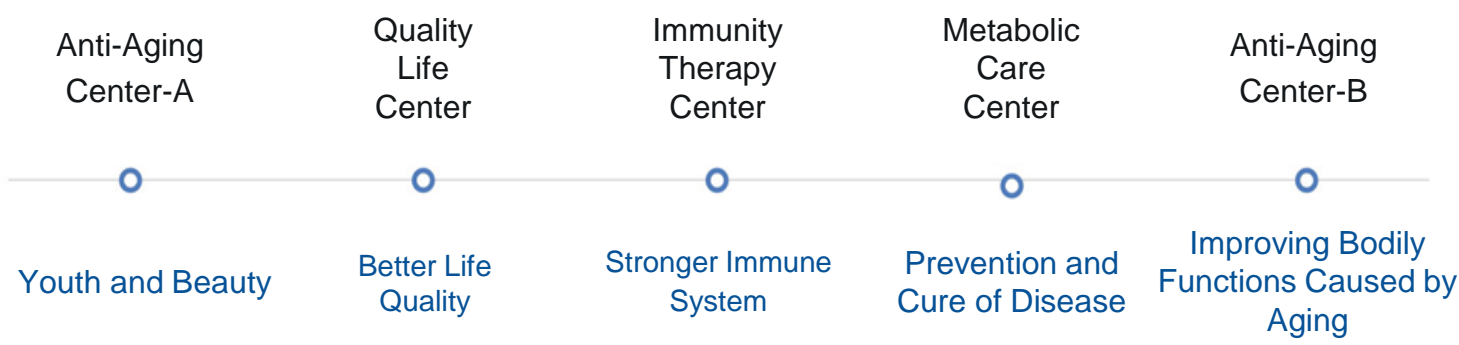 Anti-Aging
Center-A
Quality
Life
Center
Immunity
Therapy
Center
Metabolic
Care
Center
Anti-Aging
Center-B
Youth and Beauty
Better Life
Quality
Stronger Immune
System
Prevention and
Cure of Disease
Improving Bodily
Functions Caused by
Aging